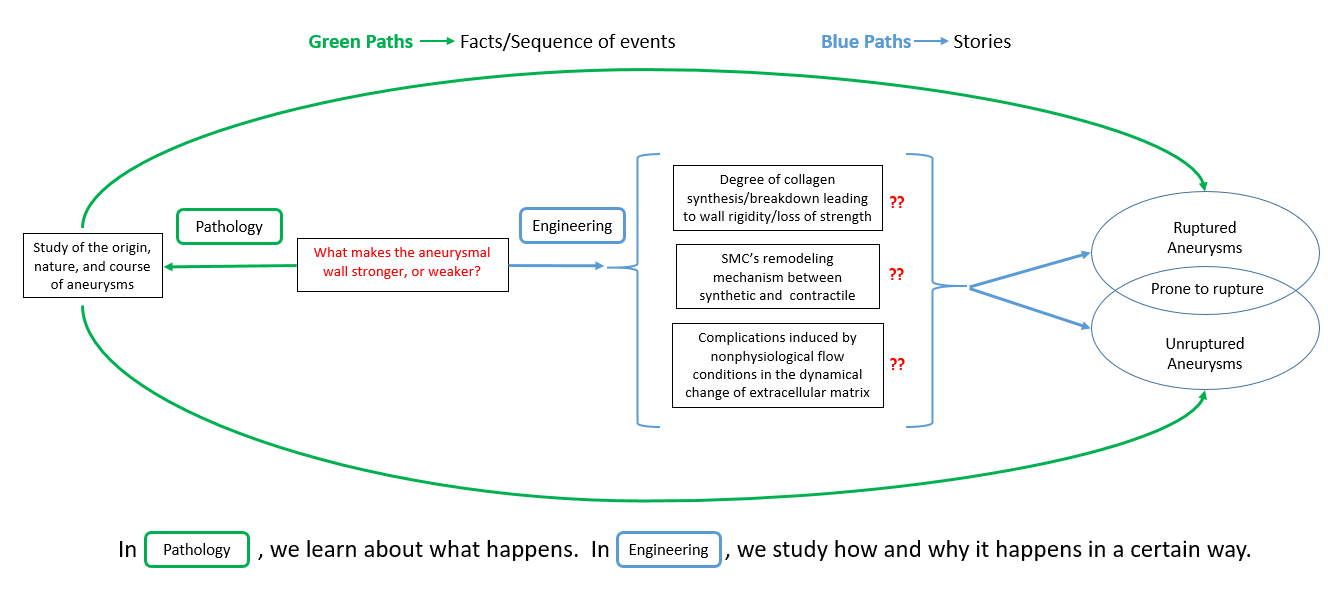 Green Paths Facts/Sequence of events
Blue Paths Stories
Pathology
Study of the origin,
nature, and course
of aneurysms
What makes the aneurysmal
wall stronger, or weaker?
Engineering
Degree of collagen
synthesis/breakdown leading
to wall rigidity/loss of strength
??
SMC's remodeling
mechanism between
synthetic and contractile
??
Complications induced by
nonphysiological flow
conditions in the dynamical
change of extracellular matrix
??
Ruptured
Aneurysms
Prone to rupture
Unruptured
Aneurysms
In Pathology , we learn about what happens. In Engineering , we study how and why it happens in a certain way.